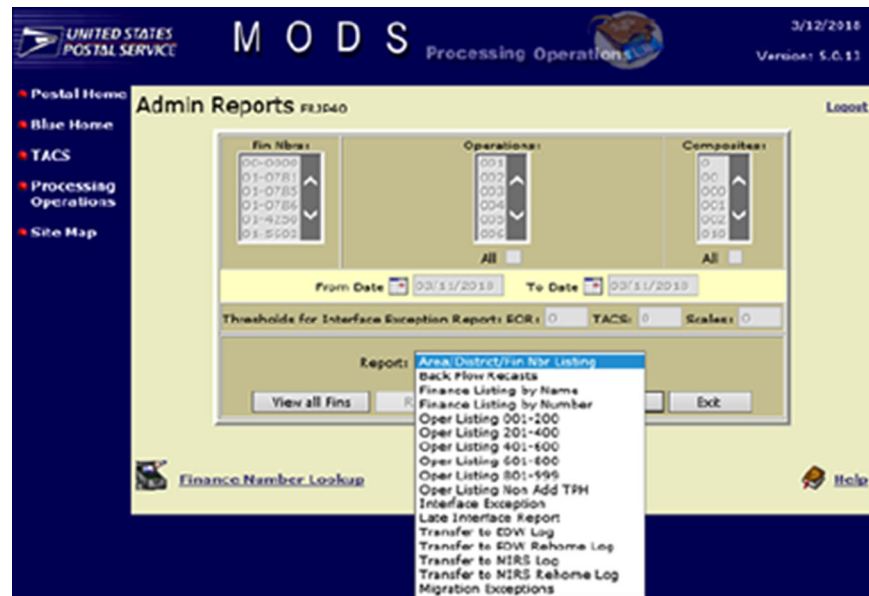 UNITED STATES
POSTAL SERVICE
M O D S
Processing Operations
3/12/2018
Version: 5.0.13
Postal Home
Blue Home
TACS
Processing
Operations
Site Map
Admin Reports FRJP40
Logout
Fin Nbrs:
00-0000
01-0781
01-0785
01-0786
01-4250
Operations:
001
002
003
004
005
006
All
Composites:
0
00
000
001
002
010
All
From Date 03/11/2018 To Date 03/11/2018
Thresholds for Interface Exception Report: EOR: 0 TACS: 0 Scales: 0
Report:
Area/District/Fin Nbr Listing
Back Flow Recasts
Finance Listing by Name
Finance Listing by Number
Oper Listing 001-200
Oper Listing 201-400
Oper Listing 401-600
Oper Listing 601-800
Oper Listing 801-999
Oper Listing Non Add TPH
Interface Exception
Late Interface Report
Transfer to EDW Log
Transfer to EDW Rehome Log
Transfer to NIRS Log
Transfer to NIRS Rehome Log
Migration Exceptions
View all Fins
R
Exit
Finance Number Lookup
Help